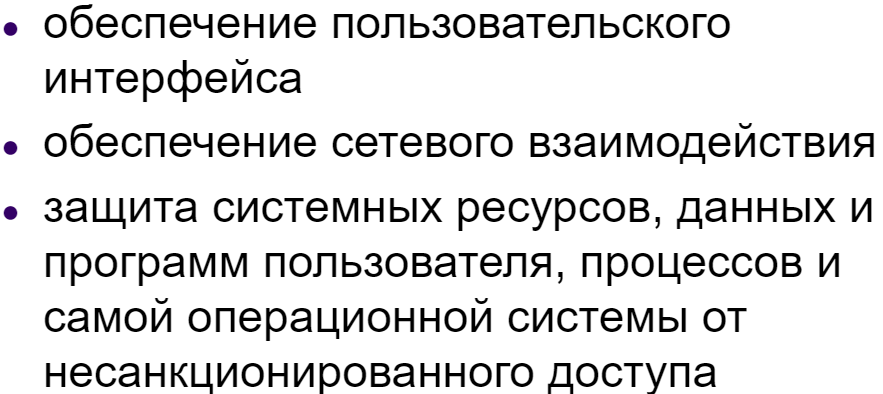 • обеспечение пользовательского
интерфейса
• обеспечение сетевого взаимодействия
• защита системных ресурсов, данных и
программ пользователя, процессов и
самой операционной системы от
несанкционированного доступа